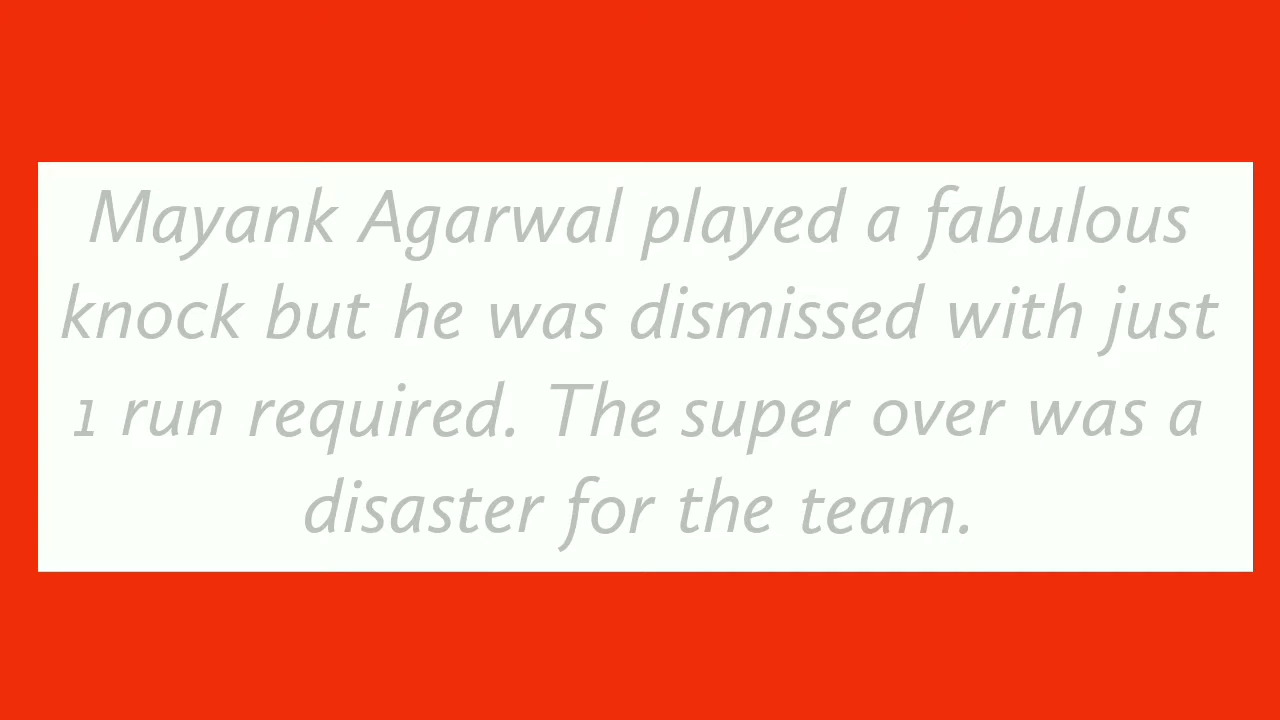 Mayank Agarwal played a fabulous
knock but he was dismissed with just
1 run required. The super over was a
disaster for the team.